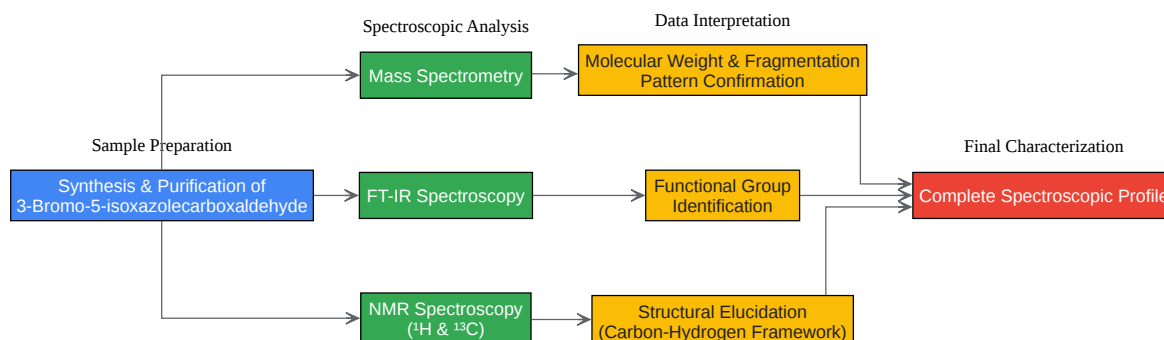 Spectroscopic Analysis
Data Interpretation
Mass Spectrometry
Molecular Weight & Fragmentation
Pattern Confirmation
Sample Preparation
Final Characterization
Synthesis & Purification of
3-Bromo-5-isoxazolecarboxaldehyde
FT-IR Spectroscopy
Functional Group
Identification
Complete Spectroscopic Profile
NMR Spectroscopy
(¹H & ¹³C)
Structural Elucidation
(Carbon-Hydrogen Framework)